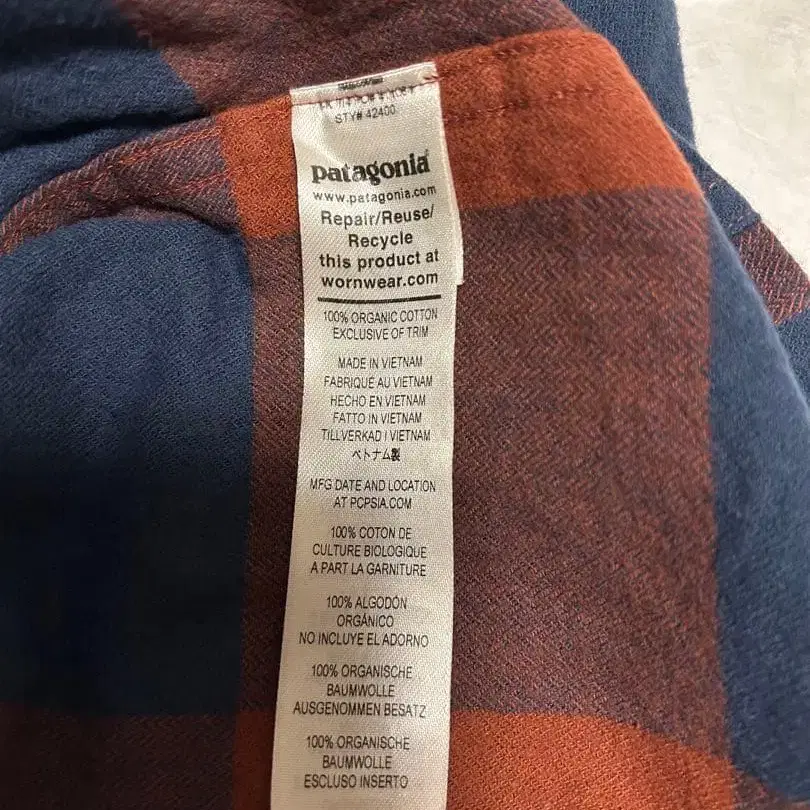 STY# 42400
patagonia®
www.patagonia.com
Repair/Reuse/
Recycle
this product at
wornwear.com
100% ORGANIC COTTON
EXCLUSIVE OF TRIM
MADE IN VIETNAM
FABRIQUÉ AU VIETNAM
HECHO EN VIETNAM
FATTO IN VIETNAM
TILLVERKAD I VIETNAM
ベトナム製
MFG DATE AND LOCATION
AT PCPSIA.COM
100% COTON DE
CULTURE BIOLOGIQUE
A PART LA GARNITURE
100% ALGODÓN
ORGÁNICO
NO INCLUYE EL ADORNO
100% ORGANISCHE
BAUMWOLLE
AUSGENOMMEN BESATZ
100% ORGANISCHE
BAUMWOLLE
ESCLUSO INSERTO